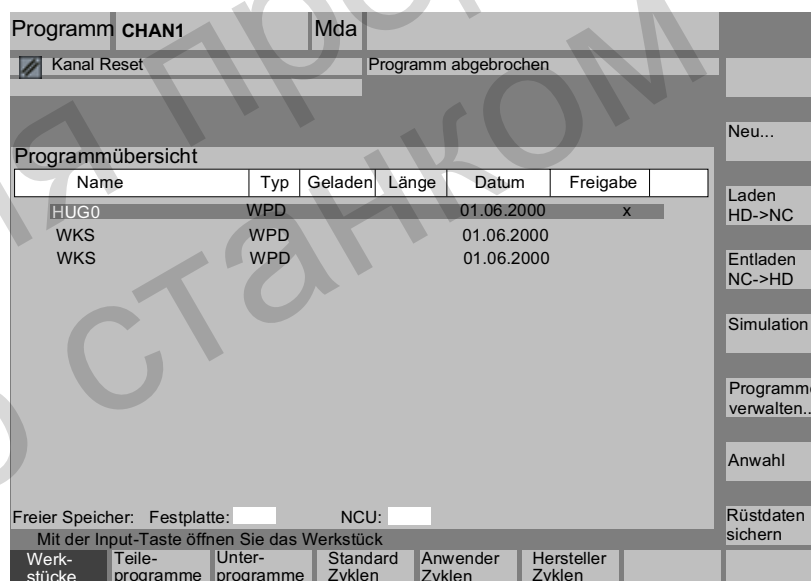 Programm CHAN1 Mda
Kanal Reset Programm abgebrochen
Neu...
Programmübersicht
Name Typ Geladen Länge Datum Freigabe
Laden
HD->NC
HUG0 WPD 01.06.2000 x
WKS WPD 01.06.2000
WKS WPD 01.06.2000
Entladen
NC->HD
Simulation
Programme
verwalten..
Anwahl
Freier Speicher: Festplatte: NCU:
Rüstdaten
sichern
Mit der Input-Taste öffnen Sie das Werkstück
Werk-
stücke
Teile-
programme
Unter-
programme
Standard
Zyklen
Anwender
Zyklen
Hersteller
Zyklen
станком